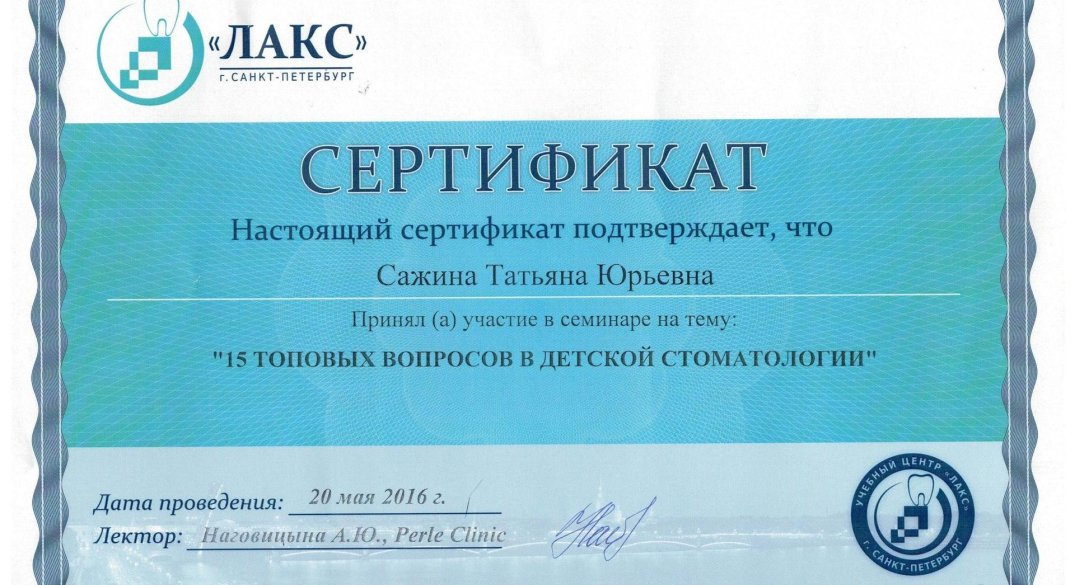 «ЛАКС»
г. САНКТ-ПЕТЕРБУРГ
СЕРТИФИКАТ
Настоящий сертификат подтверждает, что
Сажина Татьяна Юрьевна
Принял (а) участие в семинаре на тему:
"15 ТОПОВЫХ ВОПРОСОВ В ДЕТСКОЙ СТОМАТОЛОГИИ"
Дата проведения: 20 мая 2016 г.
Лектор: Наговицына А.Ю., Perle Clinic
УЧЕБНЫЙ ЦЕНТР «ЛАКС»
г. САНКТ-ПЕТЕРБУРГ